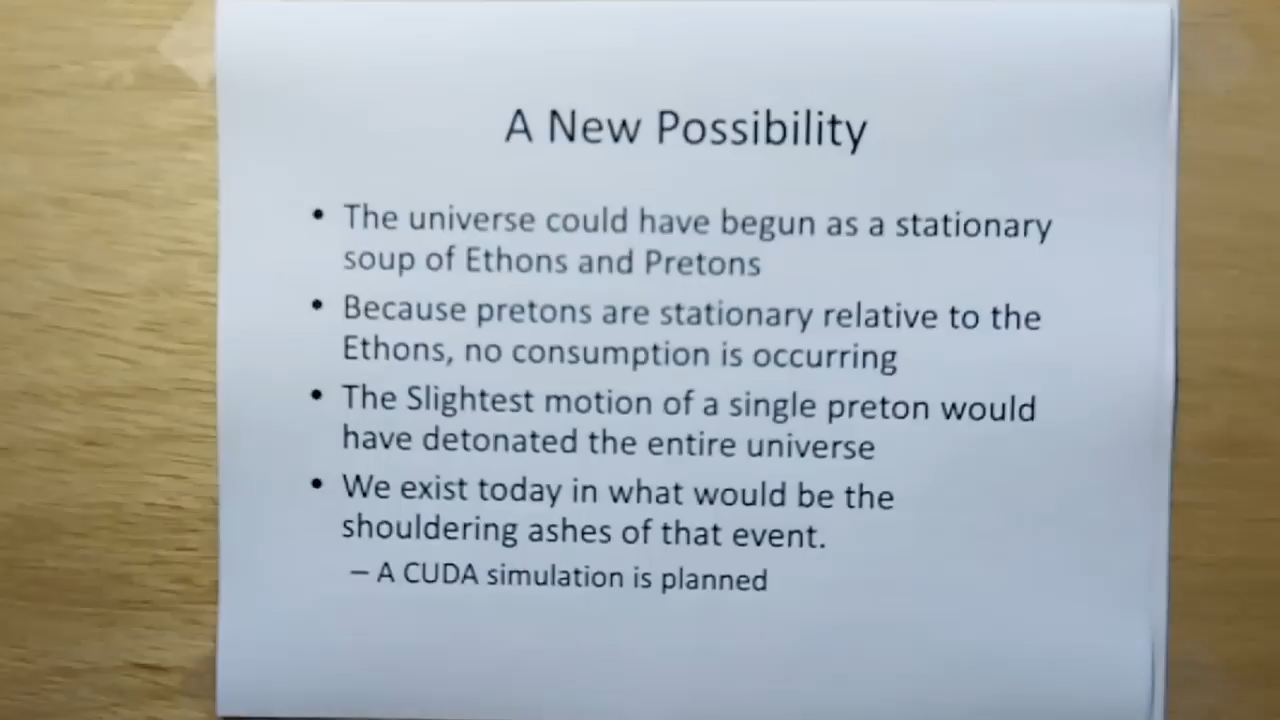 A New Possibility
• The universe could have begun as a stationary
soup of Ethons and Pretons
• Because pretons are stationary relative to the
Ethons, no consumption is occurring
• The Slightest motion of a single preton would
have detonated the entire universe
• We exist today in what would be the
shouldering ashes of that event.
– A CUDA simulation is planned